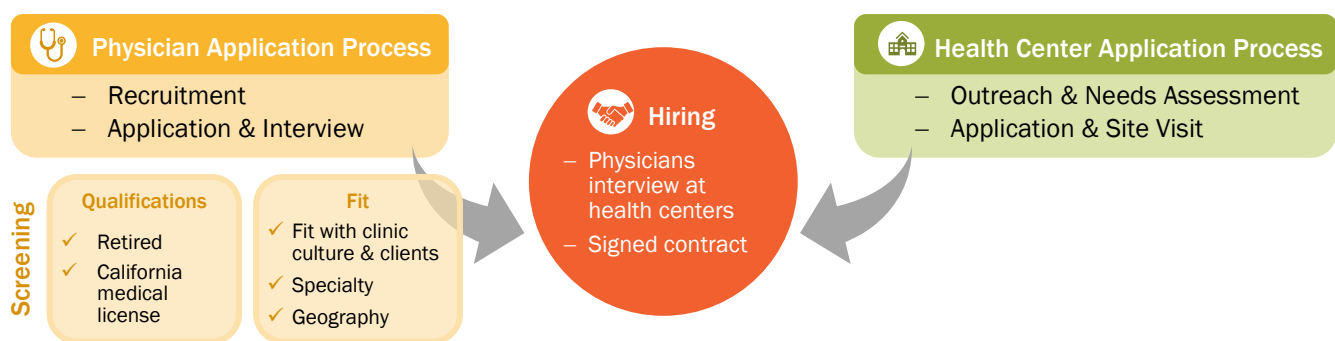 Physician Application Process
– Recruitment
– Application & Interview
Screening
Qualifications
✓ Retired
✓ California
medical
license
Fit
✓ Fit with clinic
culture & clients
✓ Specialty
✓ Geography
Hiring
– Physicians
interview at
health centers
– Signed contract
Health Center Application Process
– Outreach & Needs Assessment
– Application & Site Visit